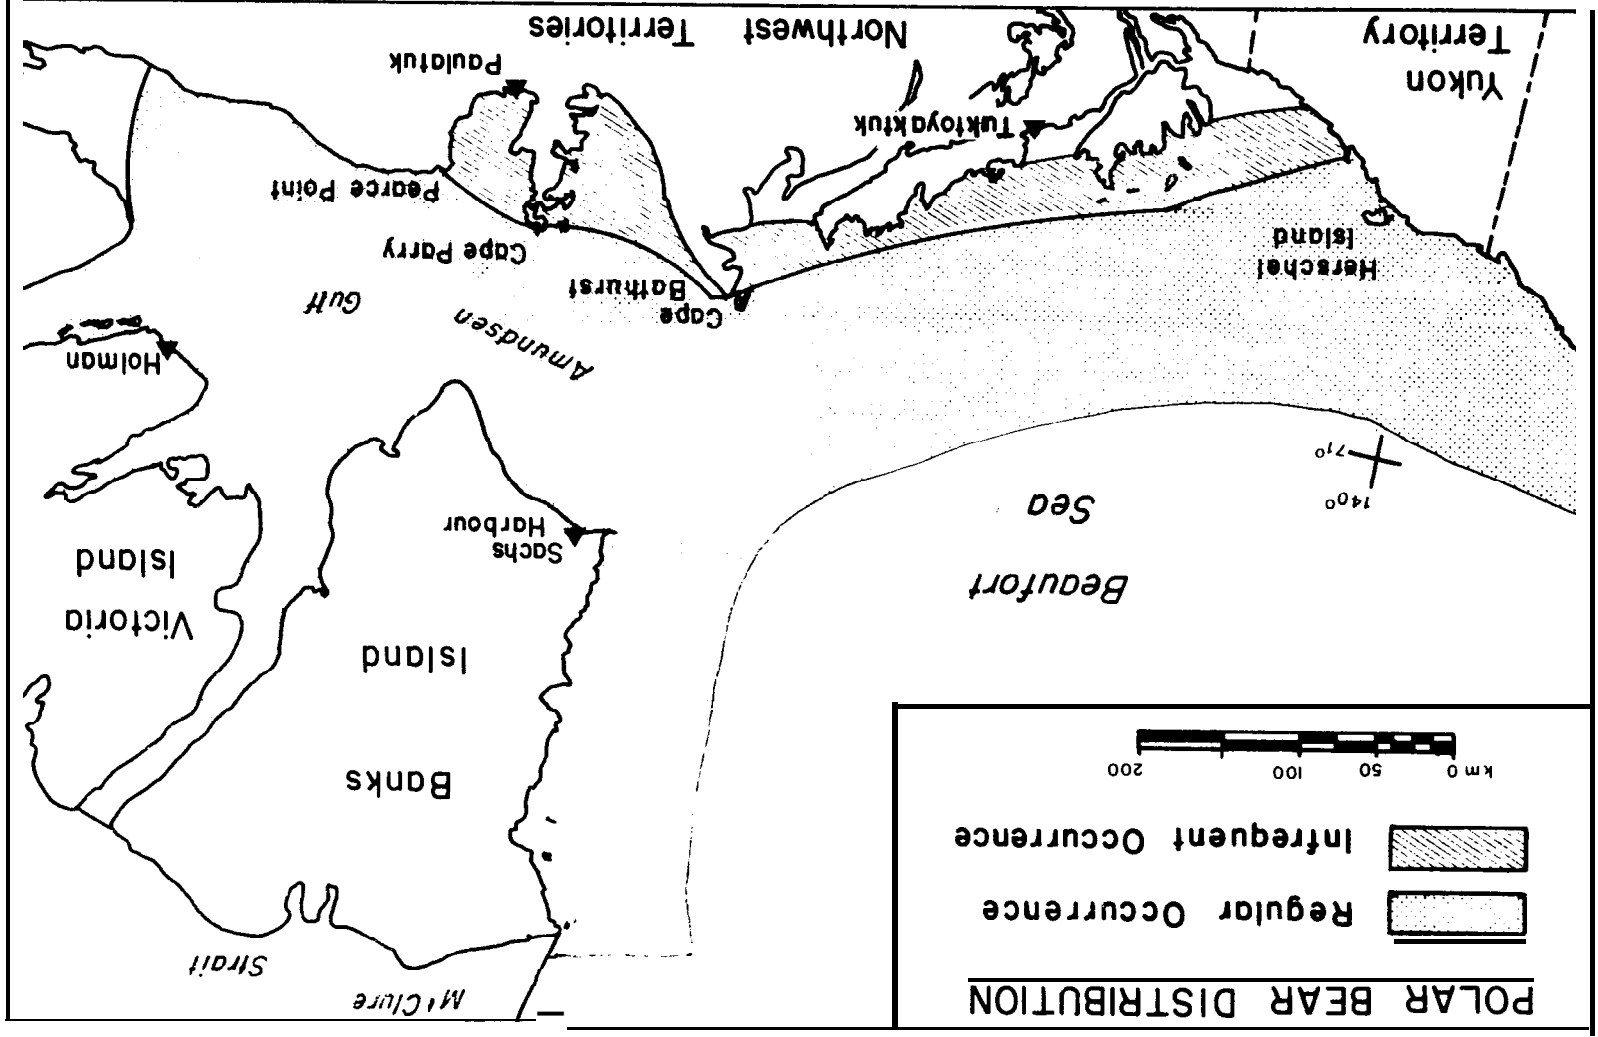 POLAR BEAR DISTRIBUTION
Regular Occurrence
Infrequent Occurrence
km 0 50 100 200
M'Clure
Strait
Banks
Island
Victoria
Island
Beaufort
Sea
Sachs
Harbour
140°
71°
Holman
Amundsen
Gulf
Cape
Bathurst
Herschel
Island
Cape Parry
Pearce Point
Tuktoyaktuk
Paulatuk
Yukon
Territory
Northwest Territories